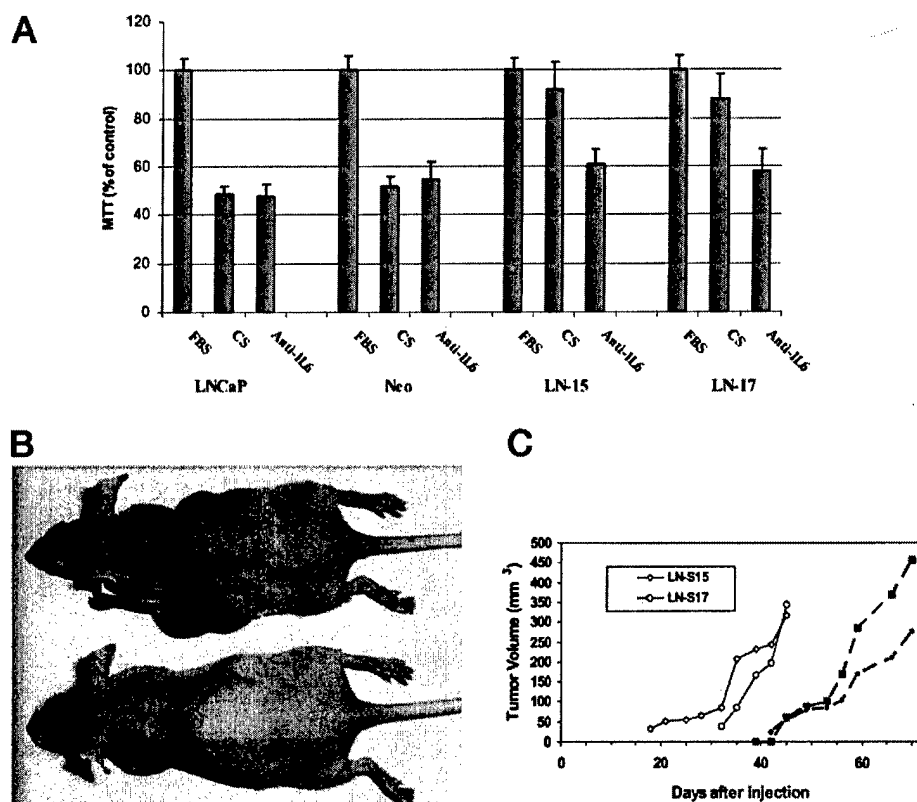 A
120
100
80
60
40
20
0
MTT (% of control)
FBS CS Anti-IL6 FBS CS Anti-IL6 FBS CS Anti-IL6 FBS CS Anti-IL6
LNCaP Neo LN-15 LN-17
B
C
500
450
400
350
300
250
200
150
100
50
0
Tumor Volume (mm³)
LN-S15
LN-S17
0 20 40 60
Days after Injection